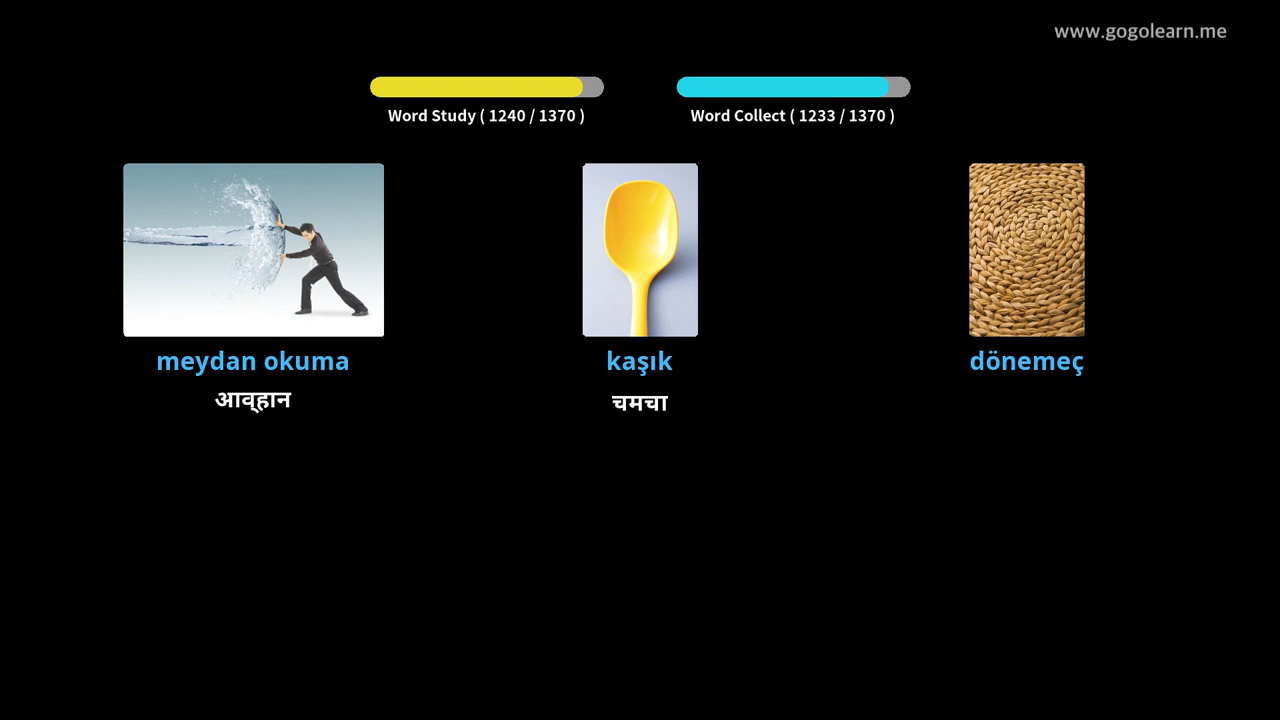 www.gogolearn.me
Word Study ( 1240 / 1370 )
Word Collect ( 1233 / 1370 )
meydan okuma
आव्हान
kaşık
चमचा
dönemeç